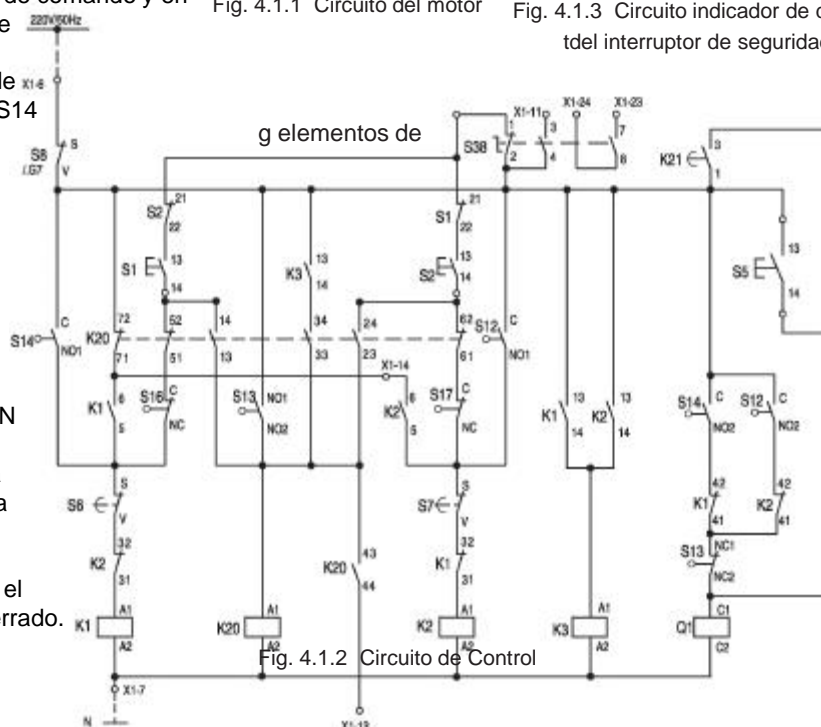 de comando y en
Fig. 4.1.1 Circuito del motor
Fig. 4.1.3 Circuito indicador de
tdel interruptor de segurida
220V/50Hz
e
de
X1-6
S14
g elementos de
X1-11
X1-24
X1-23
1
3
7
S38
2
4
8
K21
3
1
S8
S
V
S2
21
22
S1
21
22
S1
13
14
K3
13
14
S2
13
14
S5
13
14
S14
C
NO1
K20
72
71
52
51
14
13
34
33
24
23
62
61
S12
C
NO1
X1-14
K1
6
5
S16
C
NC
S13
NO1
NO2
K2
6
5
S17
C
NC
K1
13
14
K2
13
14
S14
C
NO2
S12
C
NO2
N
a
S6
S
V
S7
S
V
K1
42
41
K2
42
41
el
errado.
K2
32
31
K20
43
44
K1
32
31
S13
NC1
NC2
K1
A1
A2
K20
A1
A2
K2
A1
A2
K3
A1
A2
Q1
C1
C2
Fig. 4.1.2 Circuito de Control
X1-7
N